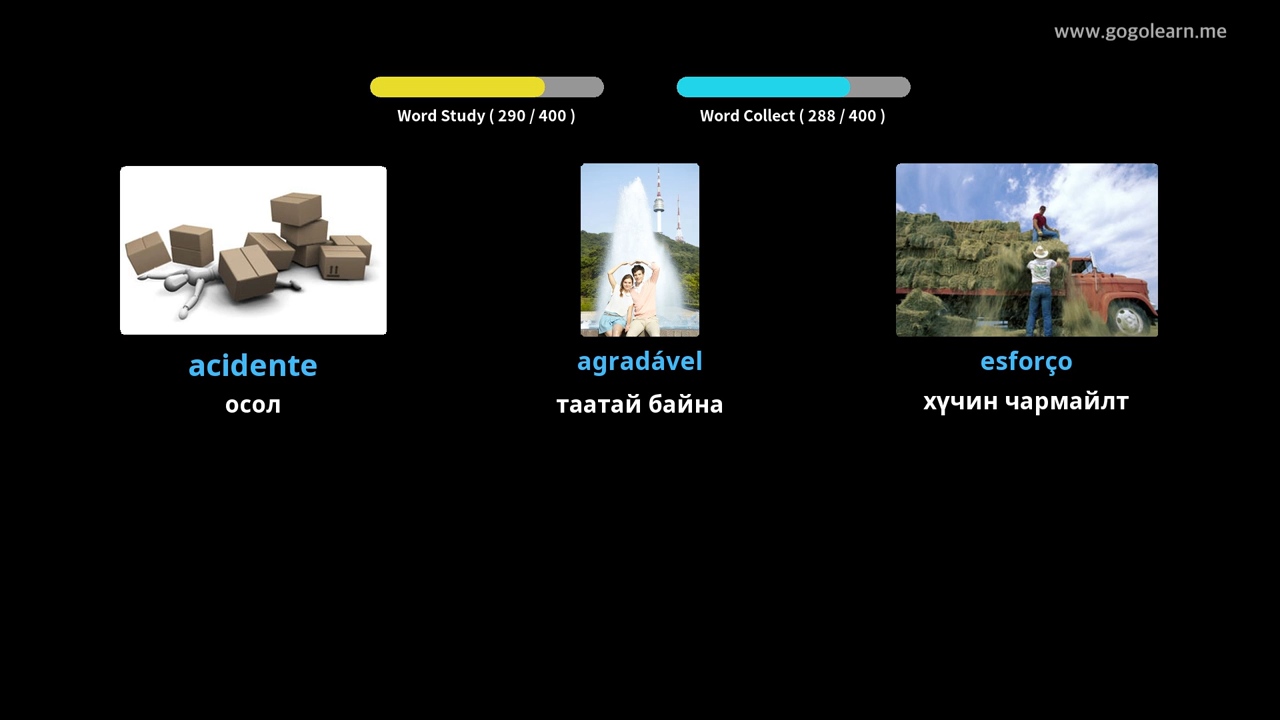 www.gogolearn.me
Word Study ( 290 / 400 )
Word Collect ( 288 / 400 )
acidente
осол
agradável
таатай байна
esforço
хүчин чармайлт